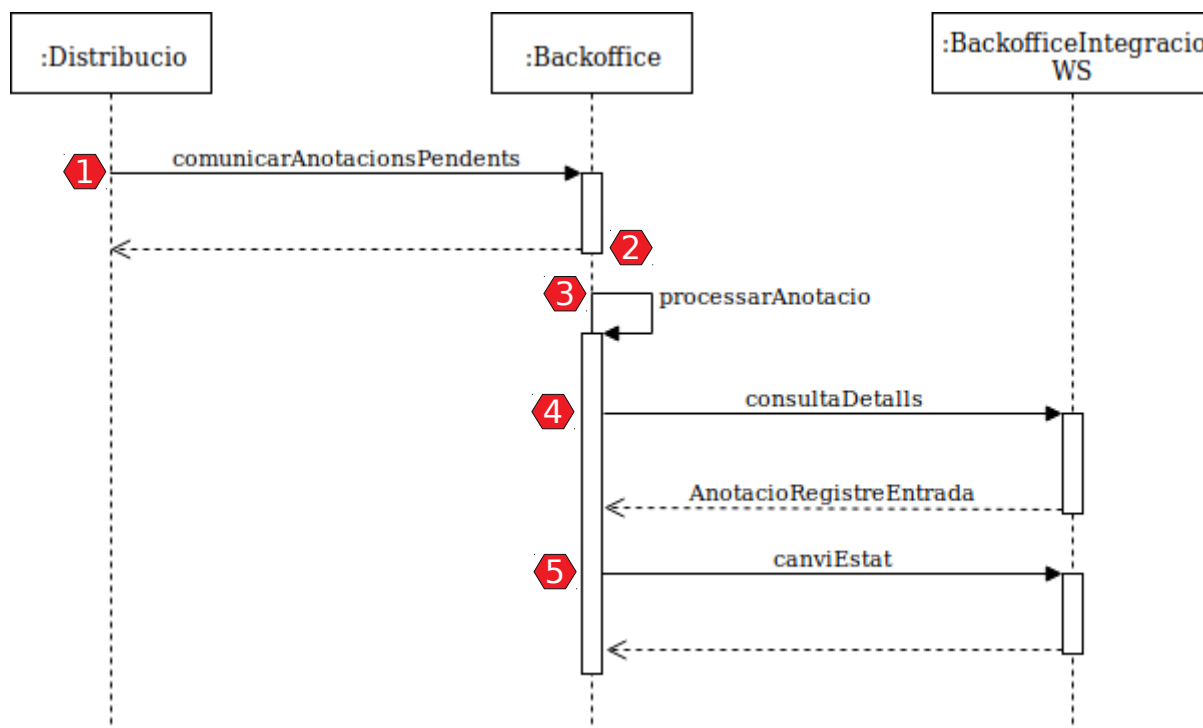 :Distribucio
:Backoffice
:BackofficeIntegracio
WS
1
comunicarAnotacionsPendents
2
3
processarAnotacio
4
consultaDetalls
AnotacioRegistreEntrada
5
canviEstat